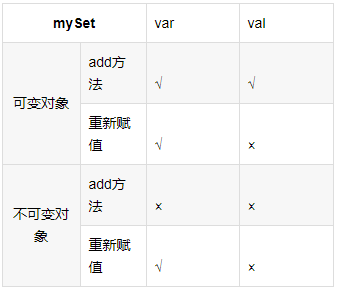 mySet var val
可变对象 add方法 √ √
重新赋值 √ ×
不可变对象 add方法 × ×
重新赋值 √ ×